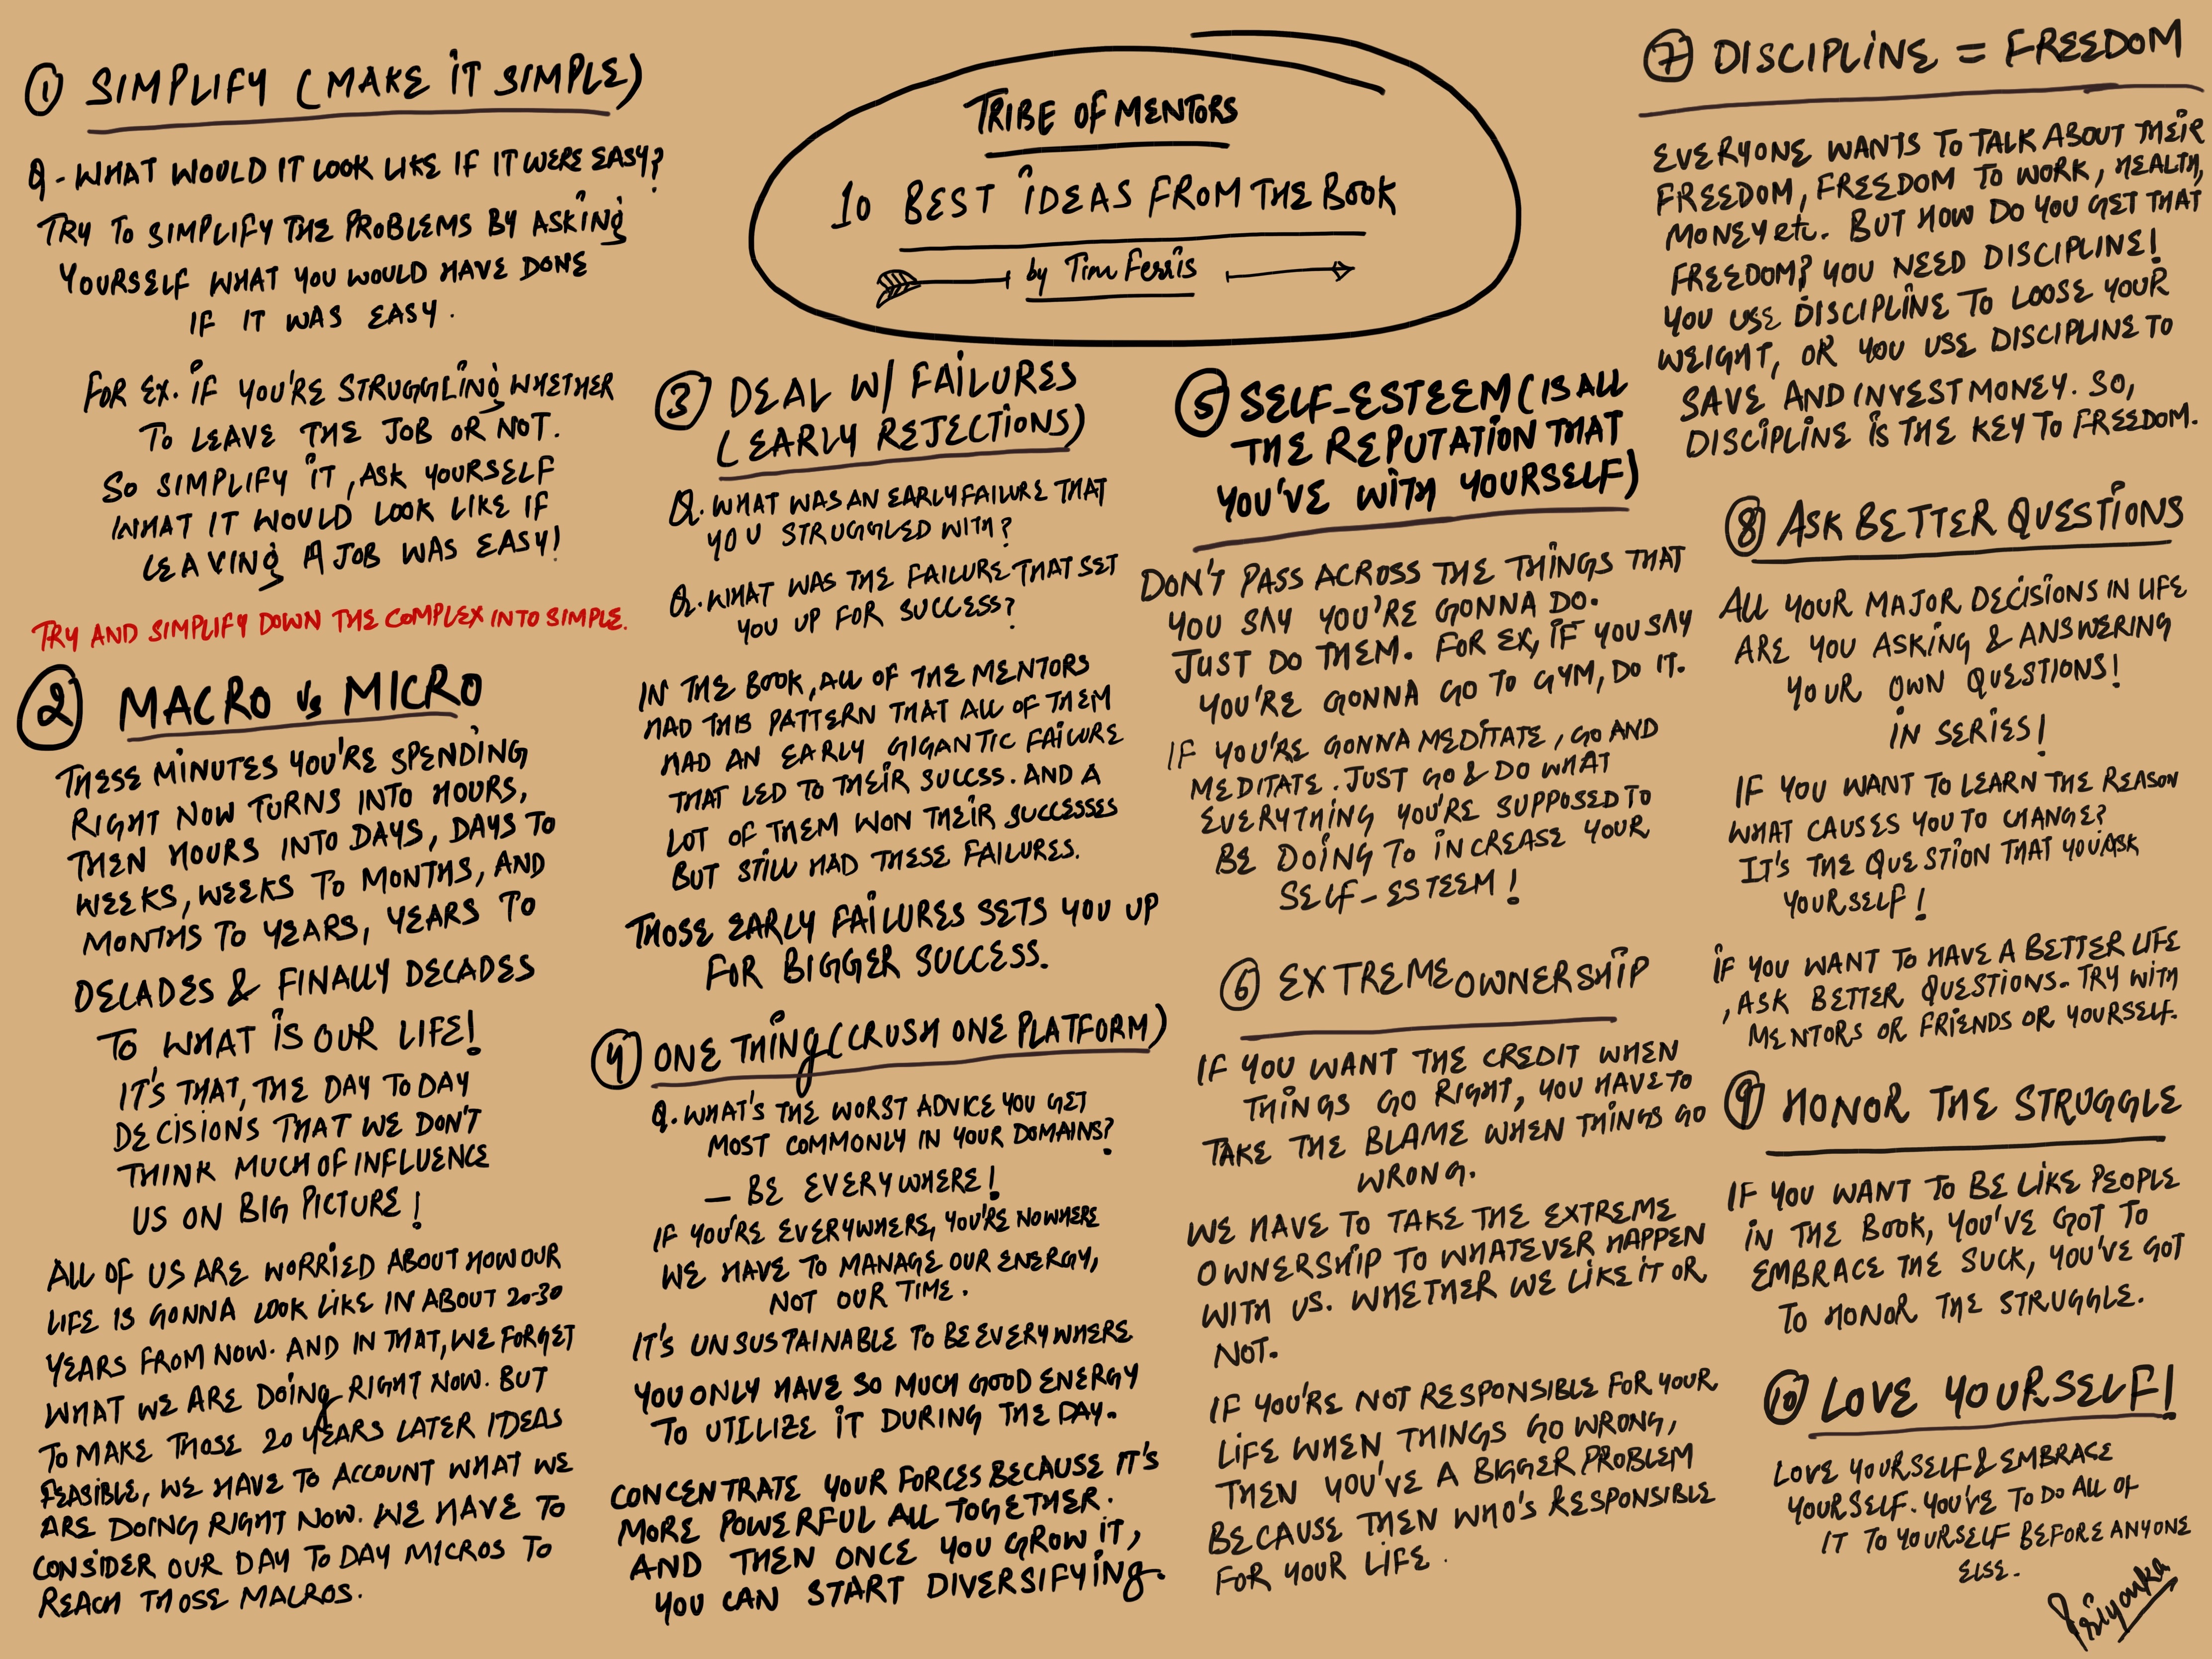 TRIBE OF MENTORS
10 BEST IDEAS FROM THE BOOK
by Tim Ferris
① SIMPLIFY (MAKE IT SIMPLE)
Q - WHAT WOULD IT LOOK LIKE IF IT WERE EASY?
TRY TO SIMPLIFY THE PROBLEMS BY ASKING
YOURSELF WHAT YOU WOULD HAVE DONE
IF IT WAS EASY.
FOR EX. IF YOU'RE STRUGGLING WHETHER
TO LEAVE THE JOB OR NOT.
SO SIMPLIFY IT, ASK YOURSELF
WHAT IT WOULD LOOK LIKE IF
LEAVING A JOB WAS EASY!
TRY AND SIMPLIFY DOWN THE COMPLEX INTO SIMPLE.
② MACRO vs MICRO
THESE MINUTES YOU'RE SPENDING
RIGHT NOW TURNS INTO HOURS,
THEN HOURS INTO DAYS, DAYS TO
WEEKS, WEEKS TO MONTHS, AND
MONTHS TO YEARS, YEARS TO
DECADES & FINALLY DECADES
TO WHAT IS OUR LIFE!
IT'S THAT, THE DAY TO DAY
DECISIONS THAT WE DON'T
THINK MUCH OF INFLUENCE
US ON BIG PICTURE!
ALL OF US ARE WORRIED ABOUT HOW OUR
LIFE IS GONNA LOOK LIKE IN ABOUT 20-30
YEARS FROM NOW. AND IN THAT, WE FORGET
WHAT WE ARE DOING RIGHT NOW. BUT
TO MAKE THOSE 20 YEARS LATER IDEAS
FEASIBLE, WE HAVE TO ACCOUNT WHAT WE
ARE DOING RIGHT NOW. WE HAVE TO
CONSIDER OUR DAY TO DAY MICROS TO
REACH THOSE MACROS.
③ DEAL W/ FAILURES
(EARLY REJECTIONS)
Q. WHAT WAS AN EARLY FAILURE THAT
YOU STRUGGLED WITH?
Q. WHAT WAS THE FAILURE THAT SET
YOU UP FOR SUCCESS?
IN THE BOOK, ALL OF THE MENTORS
HAD THIS PATTERN THAT ALL OF THEM
HAD AN EARLY GIGANTIC FAILURE
THAT LED TO THEIR SUCCSS. AND A
LOT OF THEM WON THEIR SUCCESSES
BUT STILL HAD THESE FAILURES.
THOSE EARLY FAILURES SETS YOU UP
FOR BIGGER SUCCESS.
④ ONE THING (CRUSH ONE PLATFORM)
Q. WHAT'S THE WORST ADVICE YOU GET
MOST COMMONLY IN YOUR DOMAINS?
— BE EVERYWHERE!
IF YOU'RE EVERYWHERE, YOU'RE NOWHERE
WE HAVE TO MANAGE OUR ENERGY,
NOT OUR TIME.
IT'S UNSUSTAINABLE TO BE EVERYWHERE
YOU ONLY HAVE SO MUCH GOOD ENERGY
TO UTILIZE IT DURING THE DAY.
CONCENTRATE YOUR FORCES BECAUSE IT'S
MORE POWERFUL ALL TOGETHER.
AND THEN ONCE YOU GROW IT,
YOU CAN START DIVERSIFYING.
⑤ SELF-ESTEEM (IS ALL
THE REPUTATION THAT
YOU'VE WITH YOURSELF)
DON'T PASS ACROSS THE THINGS THAT
YOU SAY YOU'RE GONNA DO.
JUST DO THEM. FOR EX, IF YOU SAY
YOU'RE GONNA GO TO GYM, DO IT.
IF YOU'RE GONNA MEDITATE, GO AND
MEDITATE. JUST GO & DO WHAT
EVERYTHING YOU'RE SUPPOSED TO
BE DOING TO INCREASE YOUR
SELF-ESTEEM!
⑥ EXTREME OWNERSHIP
IF YOU WANT THE CREDIT WHEN
THINGS GO RIGHT, YOU HAVE TO
TAKE THE BLAME WHEN THINGS GO
WRONG.
WE HAVE TO TAKE THE EXTREME
OWNERSHIP TO WHATEVER HAPPEN
WITH US. WHETHER WE LIKE IT OR
NOT.
IF YOU'RE NOT RESPONSIBLE FOR YOUR
LIFE WHEN THINGS GO WRONG,
THEN YOU'VE A BIGGER PROBLEM
BECAUSE THEN WHO'S RESPONSIBLE
FOR YOUR LIFE.
⑦ DISCIPLINE = FREEDOM
EVERYONE WANTS TO TALK ABOUT THEIR
FREEDOM, FREEDOM TO WORK, HEALTH,
MONEY etc. BUT HOW DO YOU GET THAT
FREEDOM? YOU NEED DISCIPLINE!
YOU USE DISCIPLINE TO LOOSE YOUR
WEIGHT, OR YOU USE DISCIPLINE TO
SAVE AND INVEST MONEY. SO,
DISCIPLINE IS THE KEY TO FREEDOM.
⑧ ASK BETTER QUESTIONS
ALL YOUR MAJOR DECISIONS IN LIFE
ARE YOU ASKING & ANSWERING
YOUR OWN QUESTIONS!
IN SERIES!
IF YOU WANT TO LEARN THE REASON
WHAT CAUSES YOU TO CHANGE?
IT'S THE QUESTION THAT YOU ASK
YOURSELF!
IF YOU WANT TO HAVE A BETTER LIFE
, ASK BETTER QUESTIONS. TRY WITH
MENTORS OR FRIENDS OR YOURSELF.
⑨ HONOR THE STRUGGLE
IF YOU WANT TO BE LIKE PEOPLE
IN THE BOOK, YOU'VE GOT TO
EMBRACE THE SUCK, YOU'VE GOT
TO HONOR THE STRUGGLE.
⑩ LOVE YOURSELF!
LOVE YOURSELF & EMBRACE
YOURSELF. YOU'VE TO DO ALL OF
IT TO YOURSELF BEFORE ANYONE
ELSE.
Priyanka